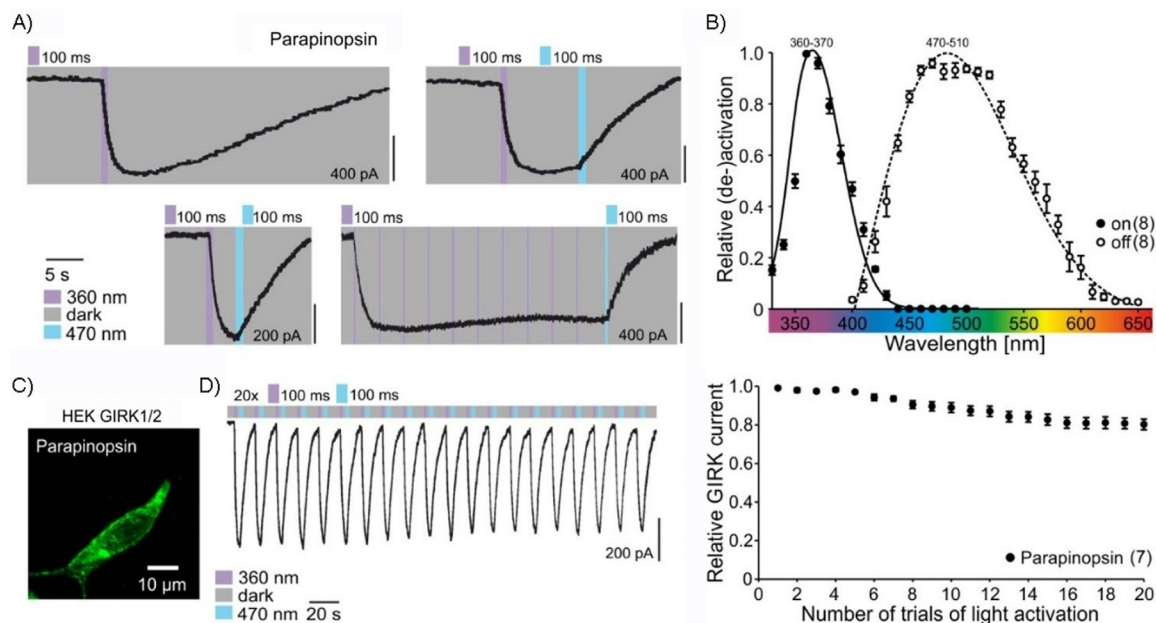 A)
Parapinopsin
100 ms
400 pA
100 ms 100 ms
400 pA
100 ms 100 ms
200 pA
100 ms 100 ms
400 pA
5 s
360 nm
dark
470 nm
B)
Relative (de-)activation
1.0
0.8
0.6
0.4
0.2
0
360-370 470-510
on(8)
off(8)
350 400 450 500 550 600 650
Wavelength [nm]
C)
HEK GIRK1/2
Parapinopsin
10 µm
D)
20x 100 ms 100 ms
200 pA
360 nm
dark
470 nm
20 s
Relative GIRK current
1.0
0.8
0.6
0.4
0.2
0
Parapinopsin (7)
0 2 4 6 8 10 12 14 16 18 20
Number of trials of light activation